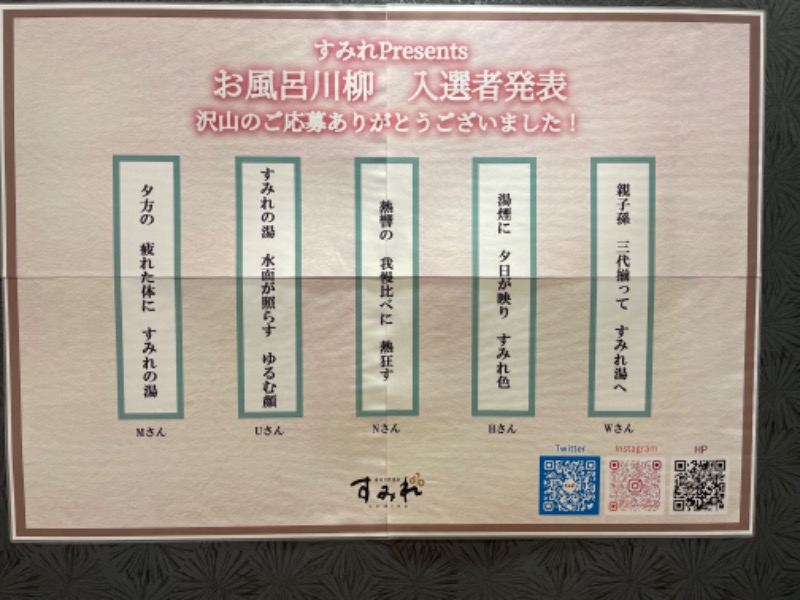 すみれPresents
お風呂川柳　入選者発表
沢山のご応募ありがとうございました！
親子孫　三代揃って　すみれ湯へ
Wさん
湯煙に　夕日が映り　すみれ色
Hさん
熱響の　我慢比べに　熱狂す
Nさん
すみれの湯　水面が照らす　ゆるむ顔
Uさん
夕方の　疲れた体に　すみれの湯
Mさん
すみれ
SUMIRE
Twitter
Instagram
HP